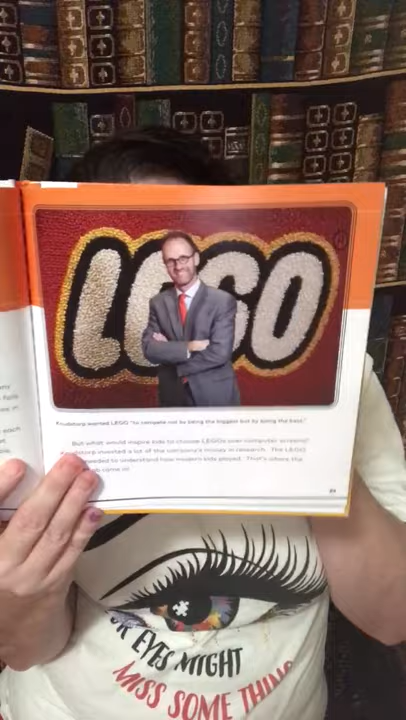 LEGO
Knudstorp wanted LEGO "to compete not by being the biggest but by being the best."
But what would inspire kids to choose LEGOs over computer screens?
Knudstorp invested a lot of the company's money in research. The LEGO
needed to understand how modern kids played. That's where the
came in.
each
EYES MIGHT
MISS SOME THING